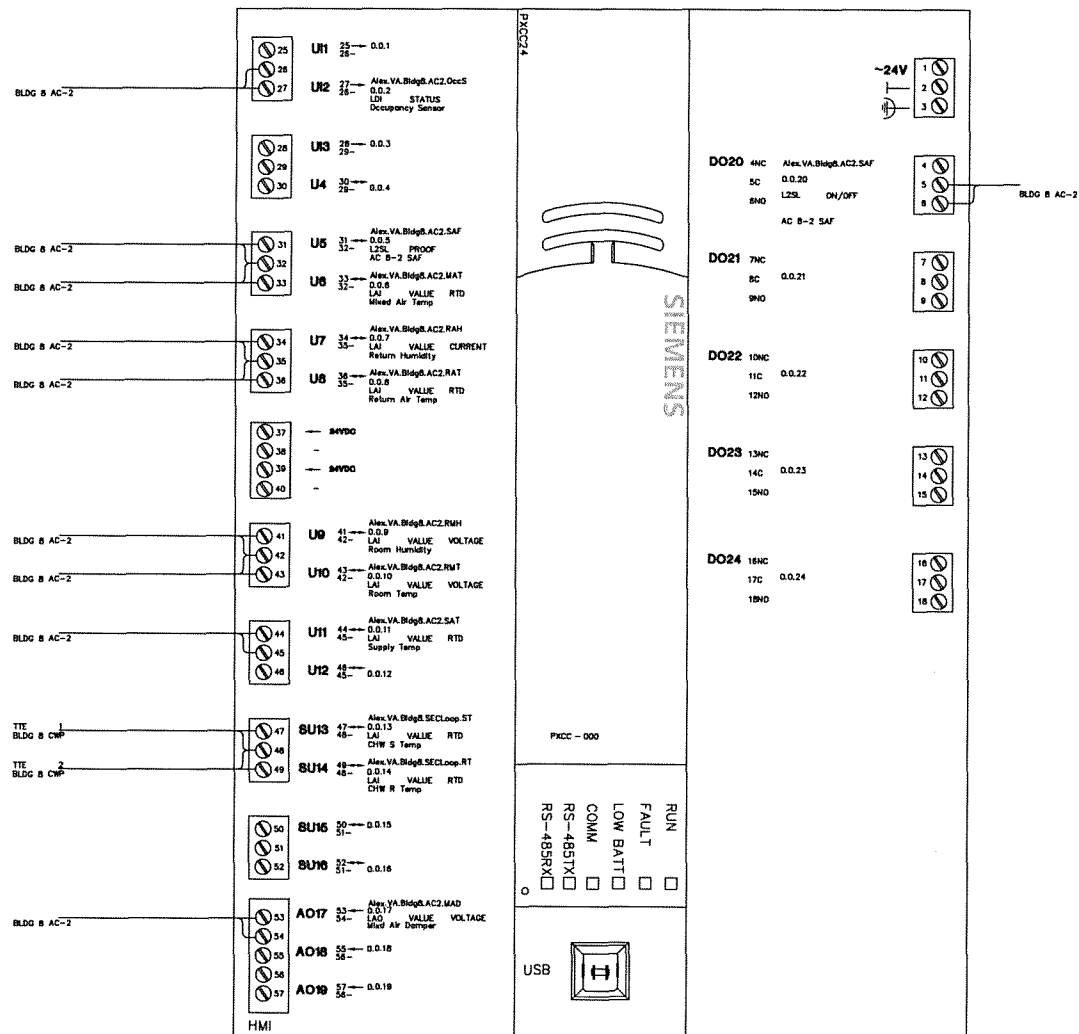 25 UI1 25 0.0.1
26 26-
BLDG 8 AC-2 27 UI2 27 Alex.VA.Bldg8.AC2.OccS
26- 0.0.2
LDI STATUS
Occupancy Sensor
28 UI3 28 0.0.3
29 29-
30 U4 30
29- 0.0.4
BLDG 8 AC-2 31 U5 31 Alex.VA.Bldg8.AC2.SAF
32- 0.0.5
32 L2SL PROOF
AC 8-2 SAF
BLDG 8 AC-2 33 U6 33 Alex.VA.Bldg8.AC2.MAT
32- 0.0.6
LAI VALUE RTD
Mixed Air Temp
BLDG 8 AC-2 34 U7 34 Alex.VA.Bldg8.AC2.RAH
35- 0.0.7
35 LAI VALUE CURRENT
Return Humidity
BLDG 8 AC-2 36 U8 36 Alex.VA.Bldg8.AC2.RAT
35- 0.0.8
LAI VALUE RTD
Return Air Temp
37 24VDC
38 -
39 24VDC
40 -
BLDG 8 AC-2 41 U9 41 Alex.VA.Bldg8.AC2.RMH
42- 0.0.9
42 LAI VALUE VOLTAGE
Room Humidity
BLDG 8 AC-2 43 U10 43 Alex.VA.Bldg8.AC2.RMT
42- 0.0.10
LAI VALUE VOLTAGE
Room Temp
BLDG 8 AC-2 44 U11 44 Alex.VA.Bldg8.AC2.SAT
45- 0.0.11
45 LAI VALUE RTD
Supply Temp
46 U12 46
45- 0.0.12
TTE 1
BLDG 8 CWP 47 SU13 47 Alex.VA.Bldg8.SECLoop.ST
48- 0.0.13
48 LAI VALUE RTD
CHW S Temp
TTE 2
BLDG 8 CWP 49 SU14 49 Alex.VA.Bldg8.SECLoop.RT
48- 0.0.14
LAI VALUE RTD
CHW R Temp
50 SU15 50 0.0.15
51 51-
52 SU16 52
51- 0.0.16
BLDG 8 AC-2 53 AO17 53 Alex.VA.Bldg8.AC2.MAD
54- 0.0.17
54 LAO VALUE VOLTAGE
Mixd Air Damper
55 AO18 55 0.0.18
56 56-
57 AO19 57 0.0.19
56-
HMI
PXCC24
SIEMENS
PXCC - 000
RS-485RX
RS-485TX
COMM
LOW BATT
FAULT
RUN
USB
~24V 1
2
3
DO20 4NC Alex.VA.Bldg8.AC2.SAF 4
5C 0.0.20 5
6NO L2SL ON/OFF 6 BLDG 8 AC-2
AC 8-2 SAF
DO21 7NC 7
8C 0.0.21 8
9NO 9
DO22 10NC 10
11C 0.0.22 11
12NO 12
DO23 13NC 13
14C 0.0.23 14
15NO 15
DO24 16NC 16
17C 0.0.24 17
18NO 18